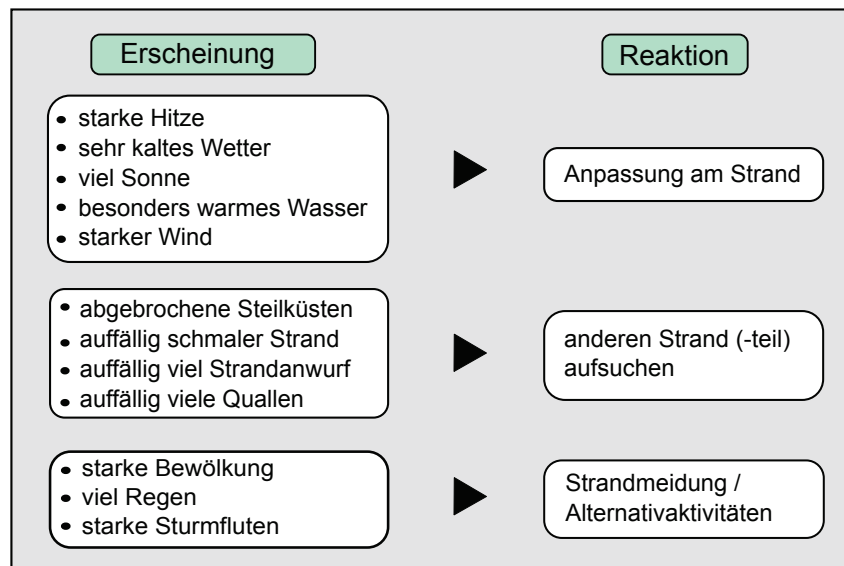 Erscheinung
Reaktion
• starke Hitze
• sehr kaltes Wetter
• viel Sonne
• besonders warmes Wasser
• starker Wind
Anpassung am Strand
• abgebrochene Steilküsten
• auffällig schmaler Strand
• auffällig viel Strandanwurf
• auffällig viele Quallen
anderen Strand (-teil)
aufsuchen
• starke Bewölkung
• viel Regen
• starke Sturmfluten
Strandmeidung /
Alternativaktivitäten